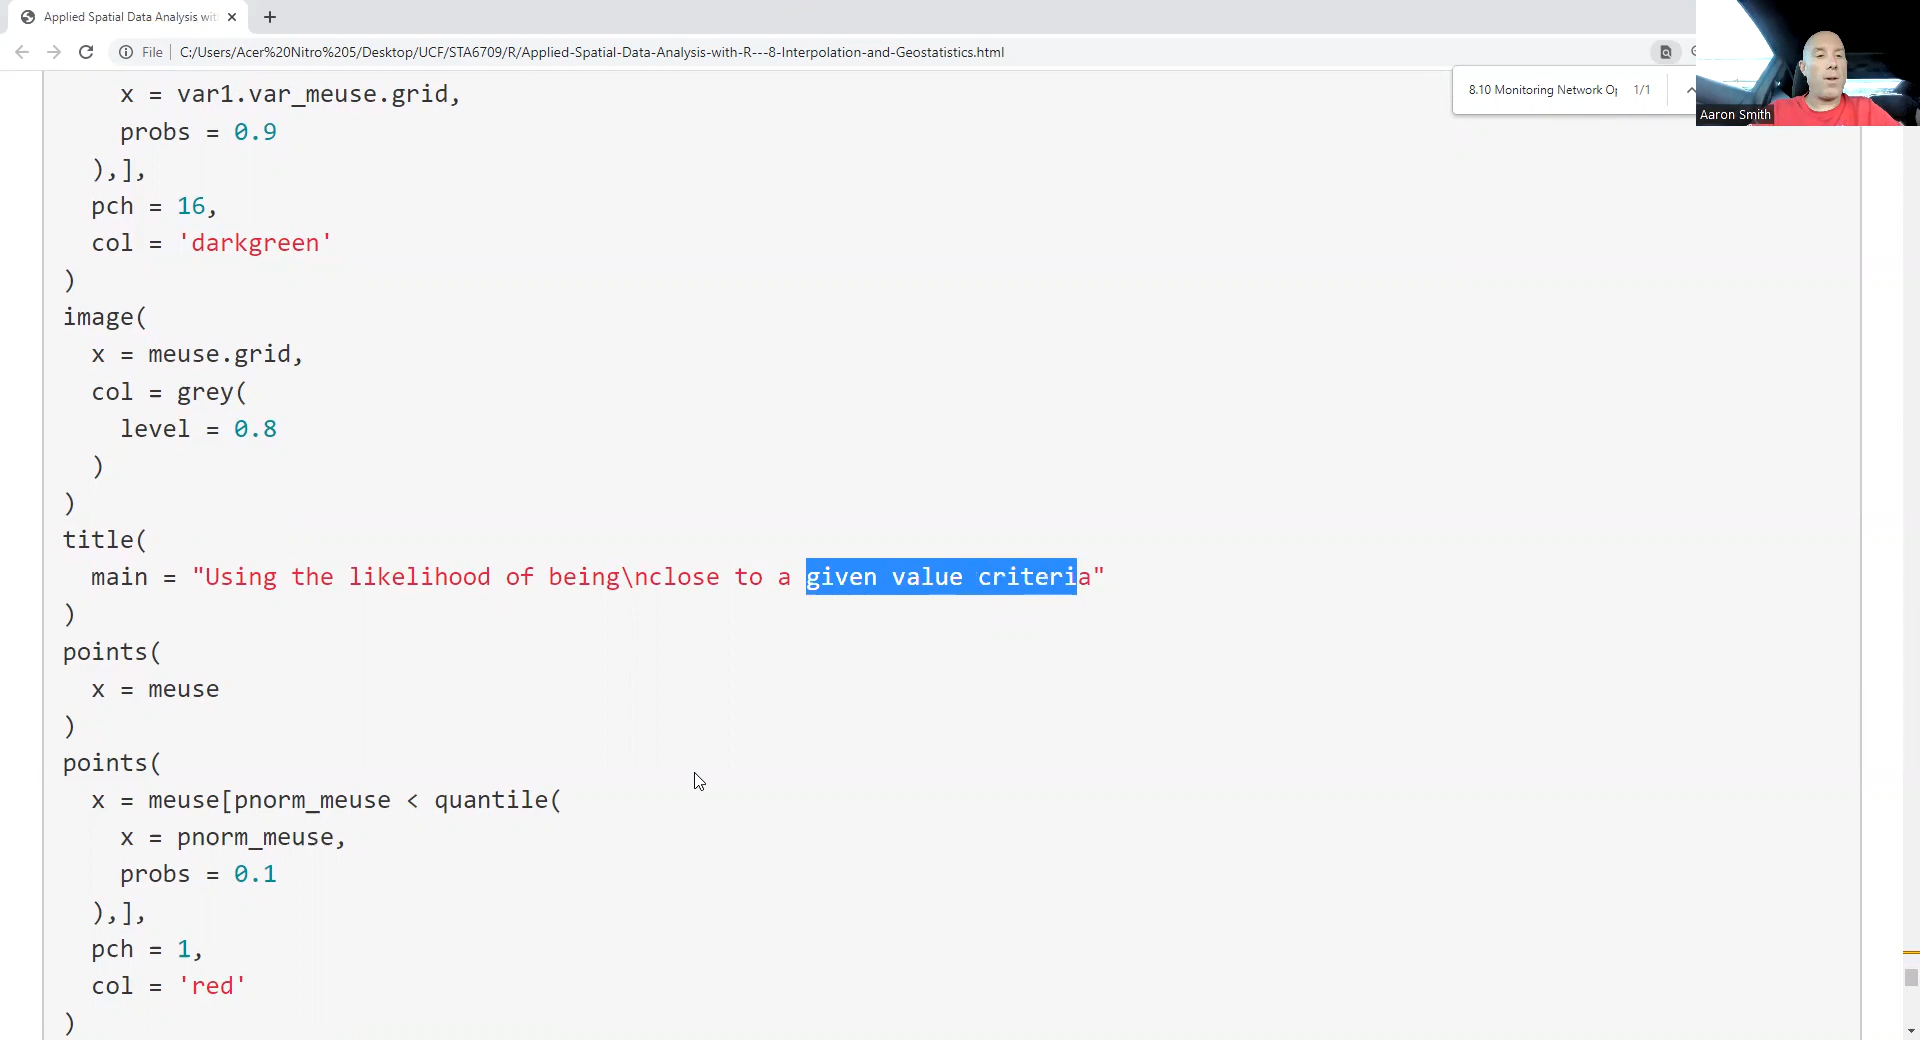 Applied Spatial Data Analysis wit
File C:/Users/Acer%20Nitro%205/Desktop/UCF/STA6709/R/Applied-Spatial-Data-Analysis-with-R---8-Interpolation-and-Geostatistics.html
8.10 Monitoring Network Op 1/1
Aaron Smith
x = var1.var_meuse.grid,
probs = 0.9
),],
pch = 16,
col = 'darkgreen'
)
image(
x = meuse.grid,
col = grey(
level = 0.8
)
)
title(
main = "Using the likelihood of being\nclose to a given value criteria"
)
points(
x = meuse
)
points(
x = meuse[pnorm_meuse < quantile(
x = pnorm_meuse,
probs = 0.1
),],
pch = 1,
col = 'red'
)